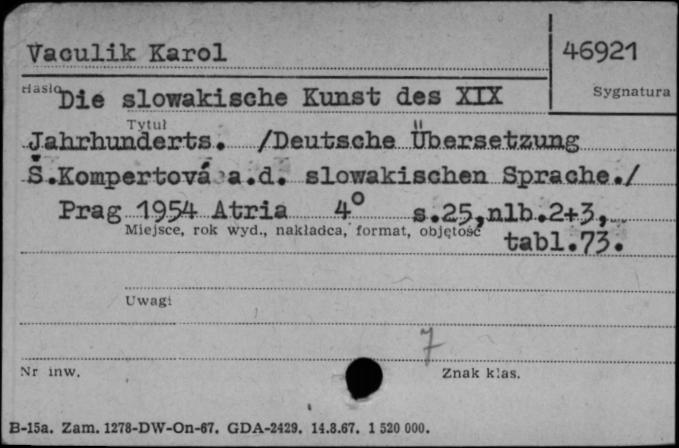 Vaculik Karol
46921
Hasło
Sygnatura
Die slowakische Kunst des XIX
Tytuł
Jahrhunderts. /Deutsche Übersetzung
Š.Kompertová a.d. slowakischen Sprache./
Prag 1954 Atria 4° s.25,nlb.2+3,
Miejsce, rok wyd., nakładca, format, objętość
tabl.73.
Uwagi
7
Nr inw.
Znak klas.
B-15a. Zam. 1278-DW-On-67. GDA-2429. 14.8.67. 1 520 000.